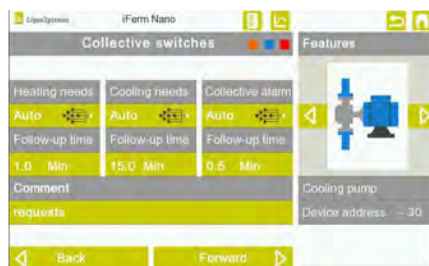 iFerm Nano
Collective switches
Features
Heating needs Cooling needs Collective alarm
Auto Auto Auto
Follow-up time Follow-up time Follow-up time
1.0 Min 15.0 Min 0.5 Min
Comment
requests
Cooling pump
Device address - 30
Back Forward